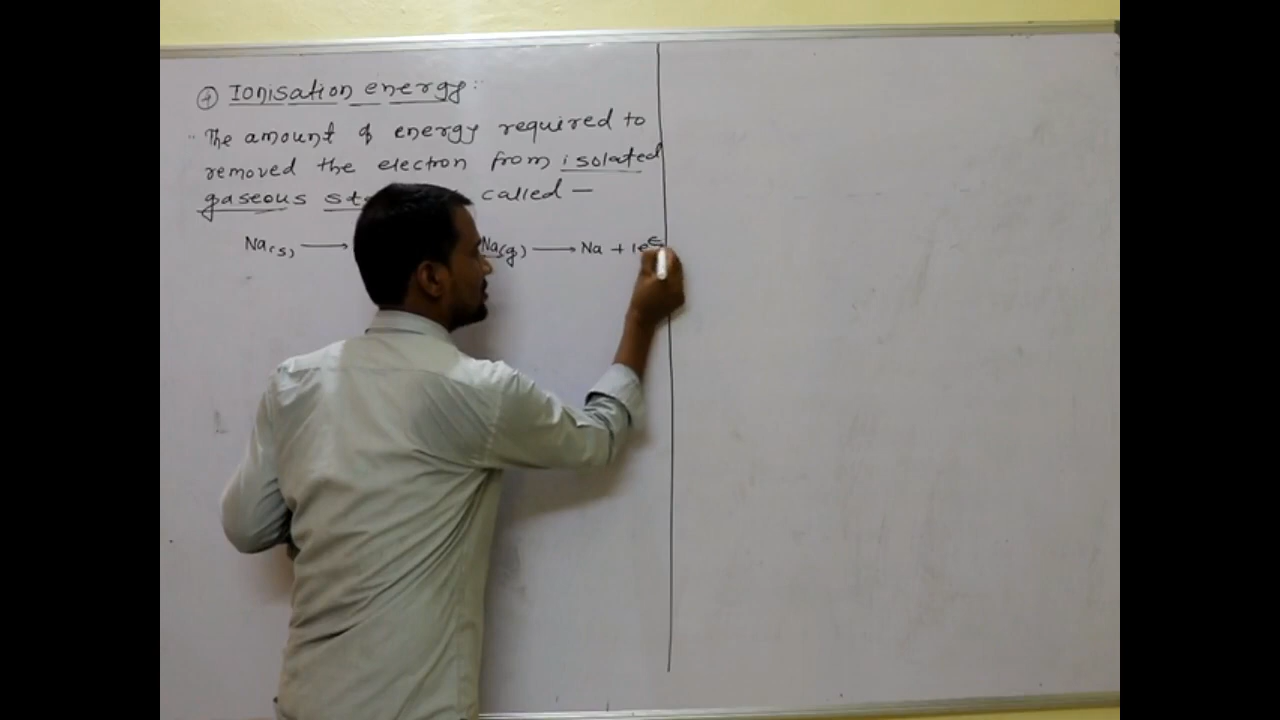 ④ Ionisation energy :
" The amount of energy required to
removed the electron from isolated
gaseous called —
Na(s) ⟶ Na(g) ⟶ Na + 1e